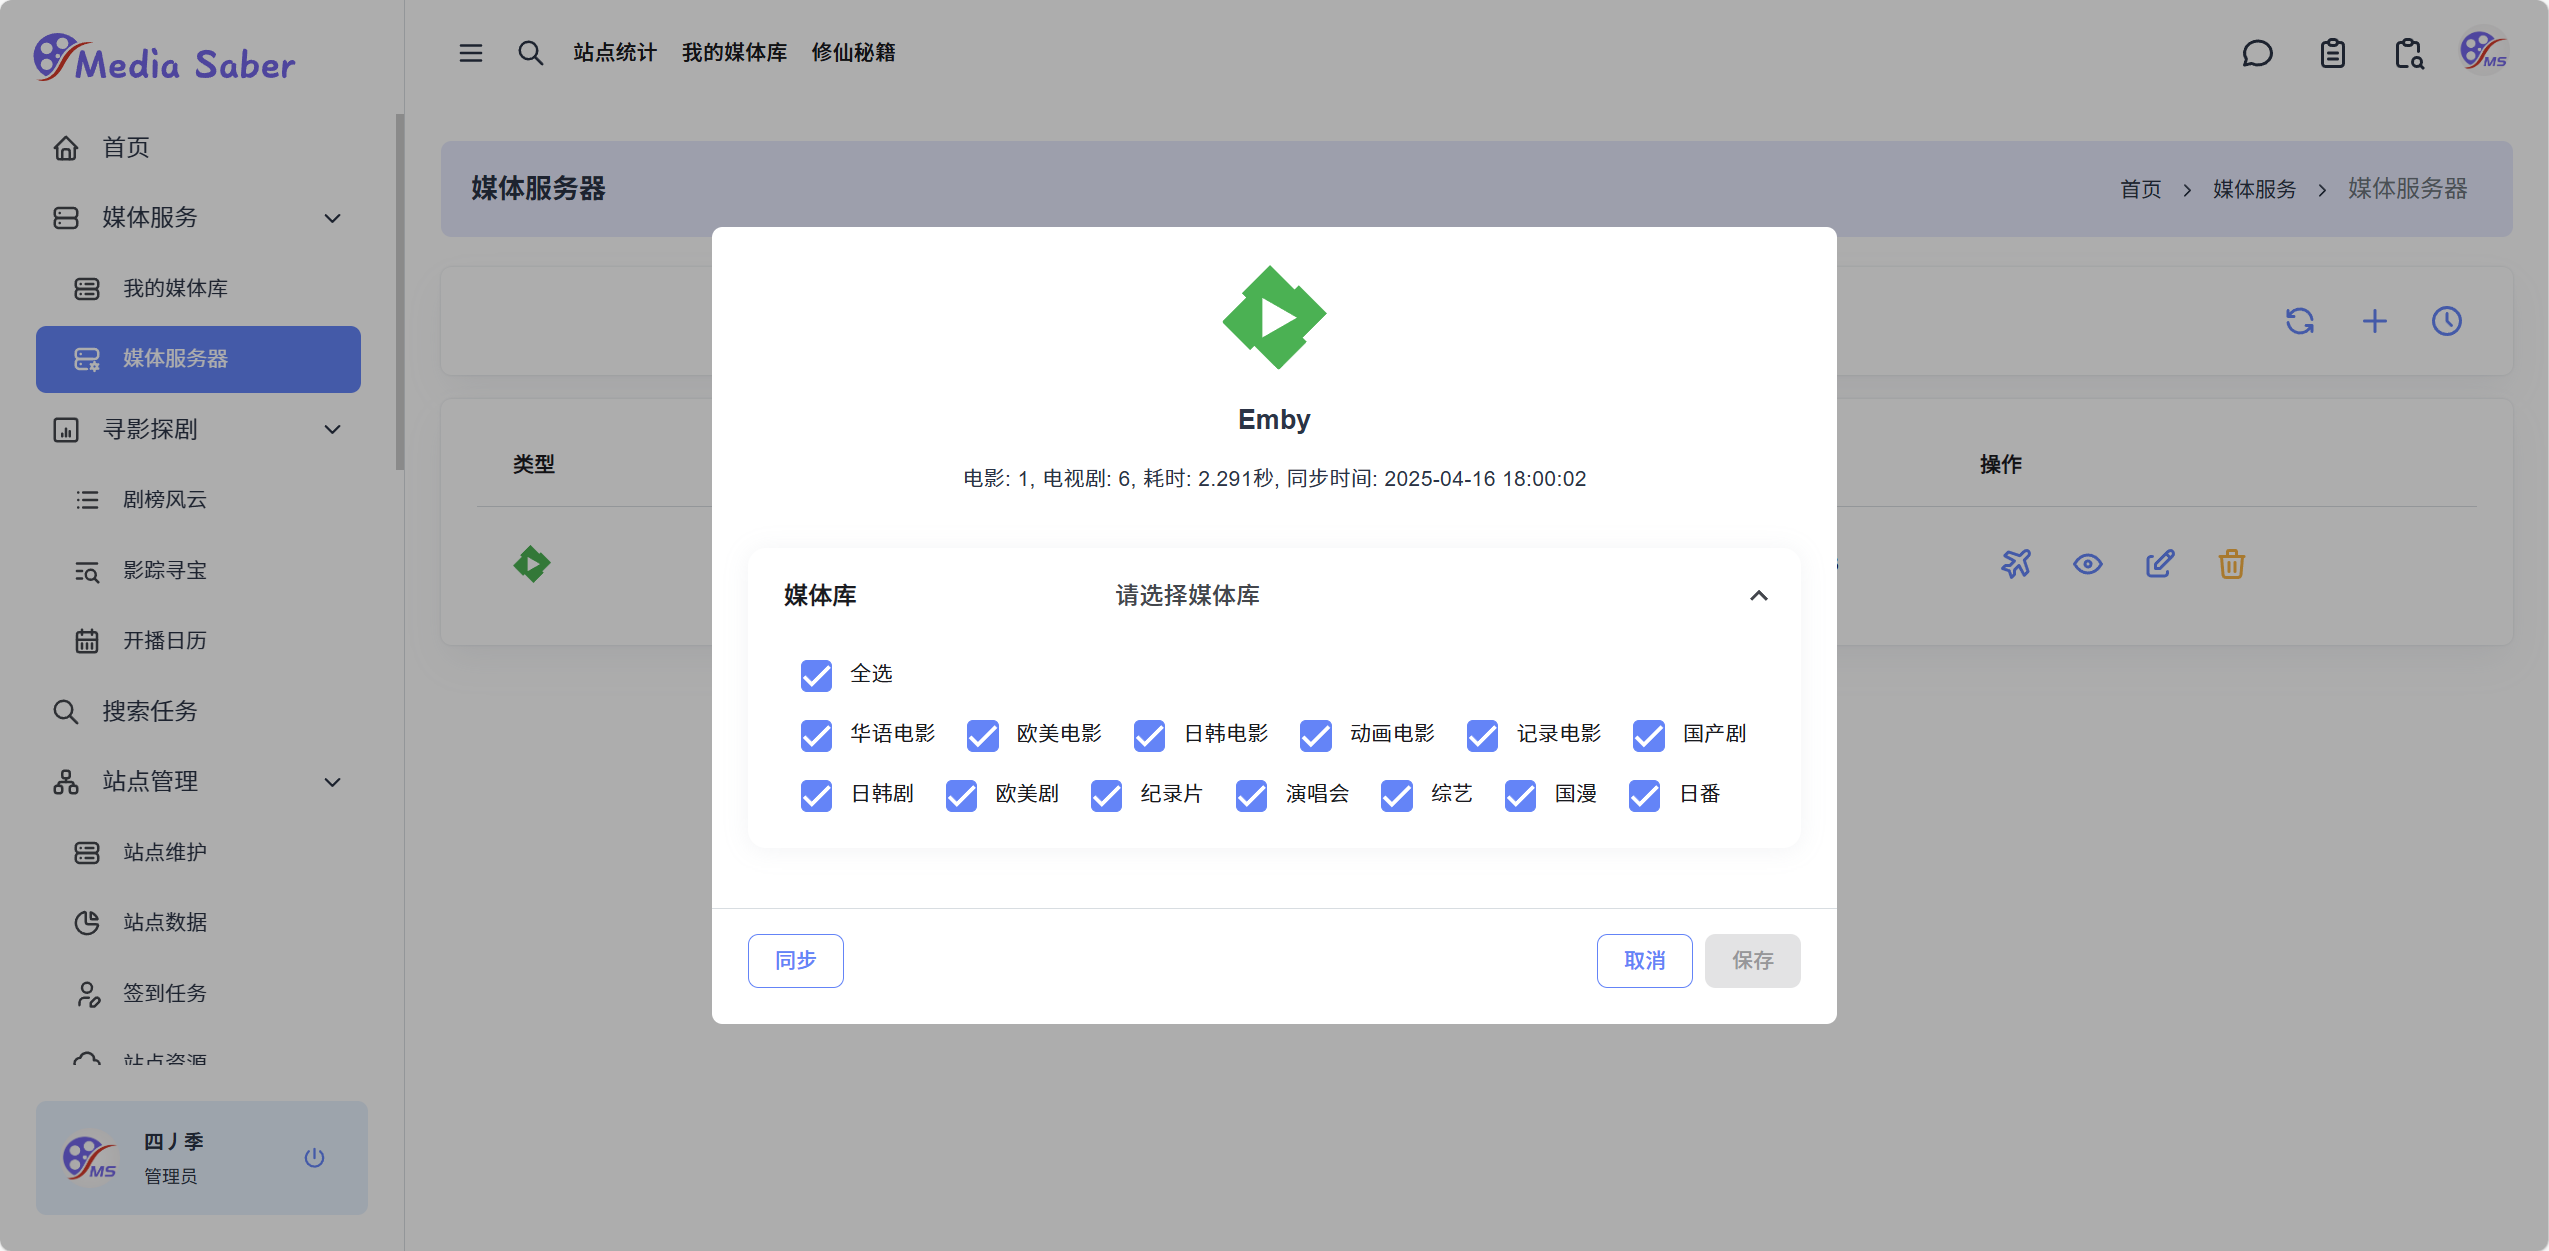 Media Saber
站点统计 我的媒体库 修仙秘籍
MS
首页
媒体服务
我的媒体库
媒体服务器
寻影探剧
剧榜风云
影踪寻宝
开播日历
搜索任务
站点管理
站点维护
站点数据
签到任务
站点资源
四丿季
管理员
MS
媒体服务器
首页 > 媒体服务 > 媒体服务器
类型
操作
Emby
电影: 1, 电视剧: 6, 耗时: 2.291秒, 同步时间: 2025-04-16 18:00:02
媒体库 请选择媒体库
全选
华语电影 欧美电影 日韩电影 动画电影 记录电影 国产剧
日韩剧 欧美剧 纪录片 演唱会 综艺 国漫 日番
同步 取消 保存